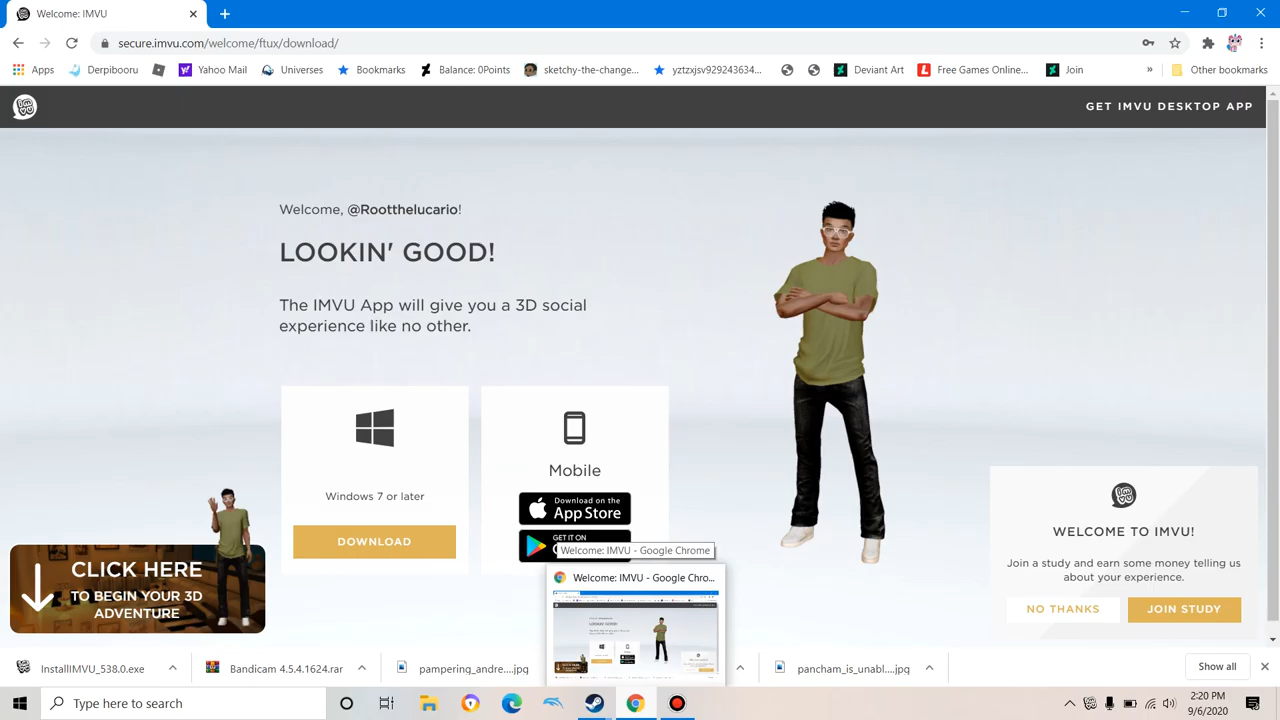 Welcome: IMVU
secure.imvu.com/welcome/ftux/download/
Apps
Derpibooru
Yahoo Mail
Universes
Bookmarks
Balance: 0Points
sketchy-the-change...
yztzxjsv929243634...
Deviant Art
Free Games Online...
Join
»
Other bookmarks
GET IMVU DESKTOP APP
Welcome, @Rootthelucario!
LOOKIN' GOOD!
The IMVU App will give you a 3D social
experience like no other.
Windows 7 or later
DOWNLOAD
Mobile
Download on the
App Store
GET IT ON
Welcome: IMVU - Google Chrome
Welcome: IMVU - Google Chro...
CLICK HERE
TO BEGIN YOUR 3D
ADVENTURE
WELCOME TO IMVU!
Join a study and earn some money telling us
about your experience.
NO THANKS
JOIN STUDY
InstallIMVU_538.0.exe
Bandicam 4.5.4.1624.rar
pampering_andre....jpg
pancham_is_unabl....jpg
Show all
Type here to search
2:20 PM
9/6/2020